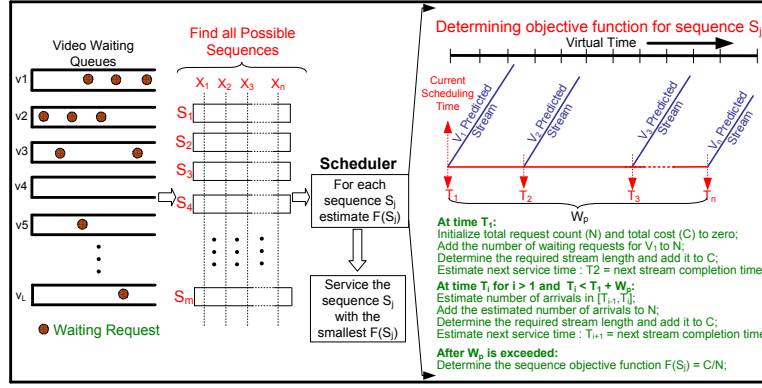 Video Waiting
Queues
v1
v2
v3
v4
v5
vL
Waiting Request
Find all Possible
Sequences
X1 X2 X3 Xn
S1
S2
S3
S4
Sm
Scheduler
For each
sequence Sj
estimate F(Sj)
Service the
sequence Sj
with the
smallest F(Sj)
Determining objective function for sequence Sj
Virtual Time
Current
Scheduling
Time
V1 Predicted
Stream
V2 Predicted
Stream
V3 Predicted
Stream
Vn Predicted
Stream
T1 T2 T3 Tn
Wp
At time T1:
Initialize total request count (N) and total cost (C) to zero;
Add the number of waiting requests for V1 to N;
Determine the required stream length and add it to C;
Estimate next service time : T2 = next stream completion time
At time Ti for i > 1 and Ti < T1 + Wp:
Estimate number of arrivals in [Ti-1,Ti];
Add the estimated number of arrivals to N;
Determine the required stream length and add it to C;
Estimate next service time : Ti+1 = next stream completion time
After Wp is exceeded:
Determine the sequence objective function F(Sj) = C/N;